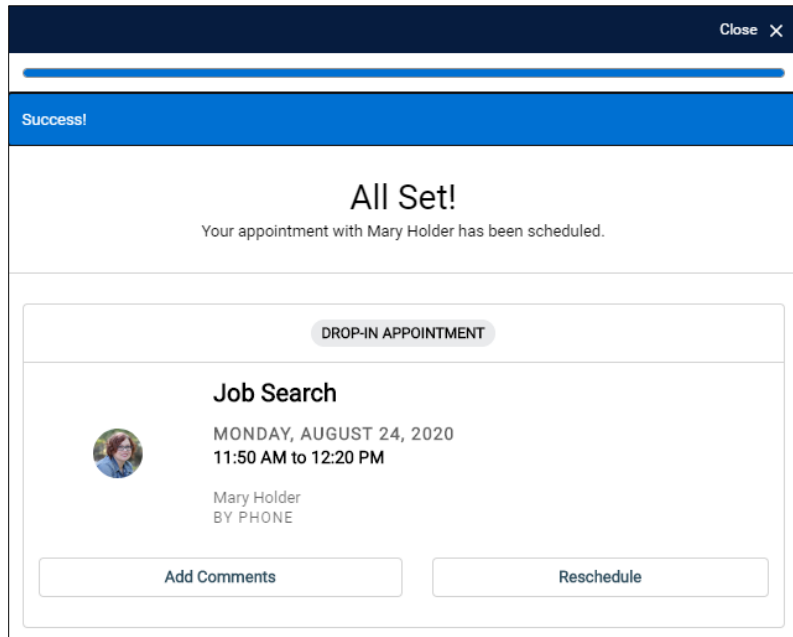 Close ×
Success!
All Set!
Your appointment with Mary Holder has been scheduled.
DROP-IN APPOINTMENT
Job Search
MONDAY, AUGUST 24, 2020
11:50 AM to 12:20 PM
Mary Holder
BY PHONE
Add Comments
Reschedule